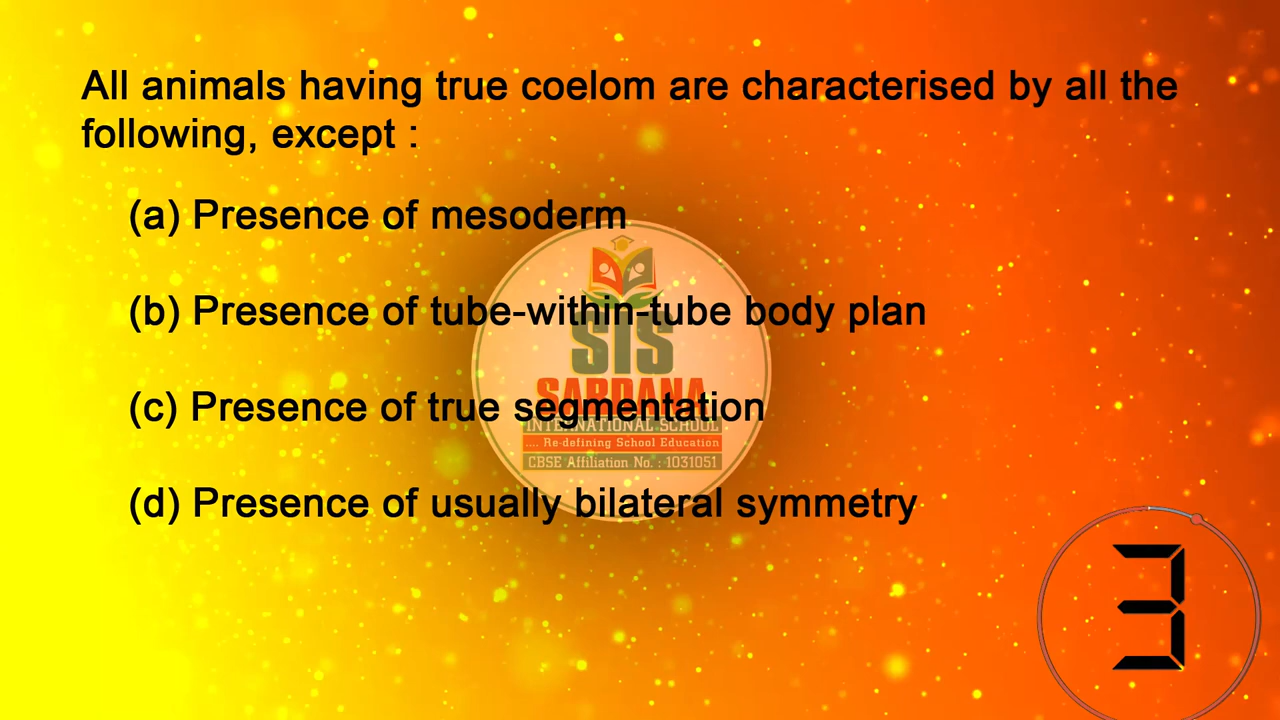 All animals having true coelom are characterised by all the
following, except :
(a) Presence of mesoderm
(b) Presence of tube-within-tube body plan
SIS
SARDANA
(c) Presence of true segmentation
INTERNATIONAL SCHOOL
.... Re-defining School Education
CBSE Affiliation No. : 1031051
(d) Presence of usually bilateral symmetry
3